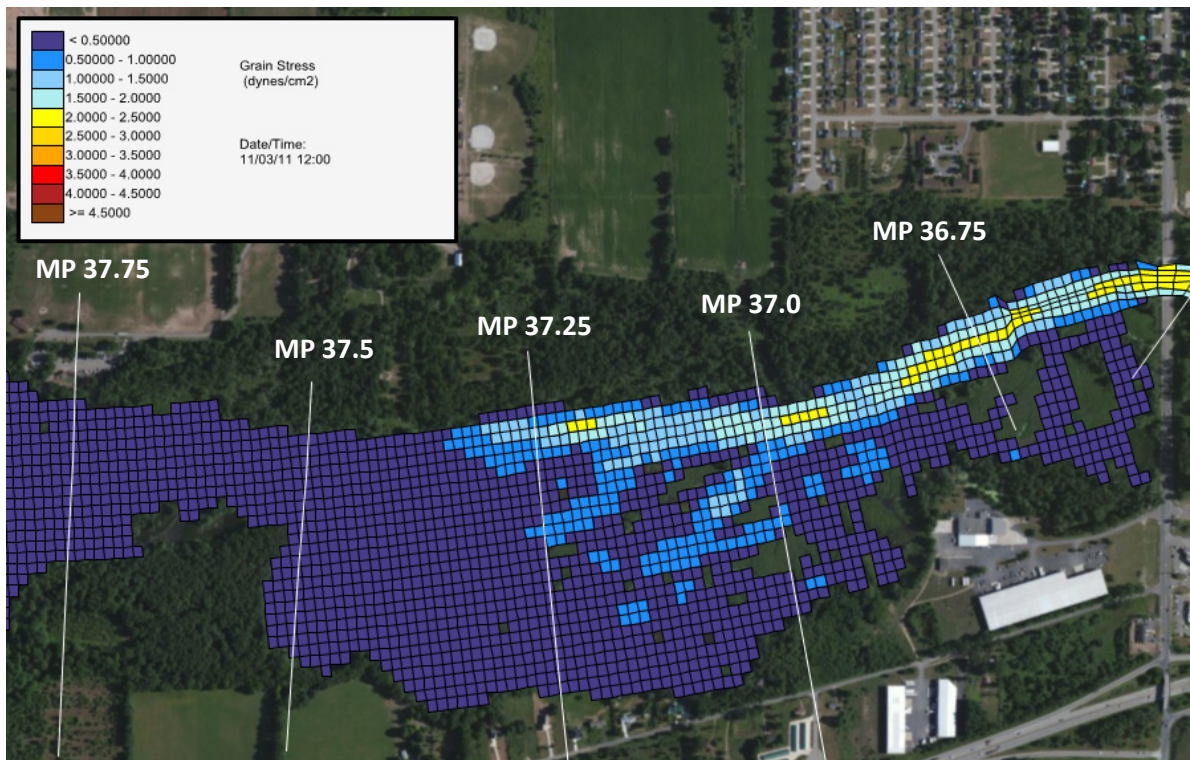 < 0.50000
0.50000 - 1.00000
1.00000 - 1.5000
1.5000 - 2.0000
2.0000 - 2.5000
2.5000 - 3.0000
3.0000 - 3.5000
3.5000 - 4.0000
4.0000 - 4.5000
>= 4.5000
Grain Stress
(dynes/cm2)
Date/Time:
11/03/11 12:00
MP 37.75
MP 37.5
MP 37.25
MP 37.0
MP 36.75